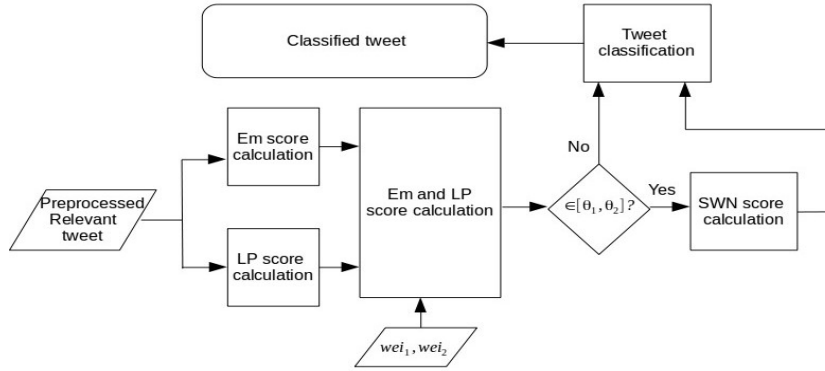 Classified tweet
Tweet
classification
Em score
calculation
No
Em and LP
score calculation
∈[θ₁,θ₂]?
Yes
SWN score
calculation
Preprocessed
Relevant
tweet
LP score
calculation
wei₁,wei₂